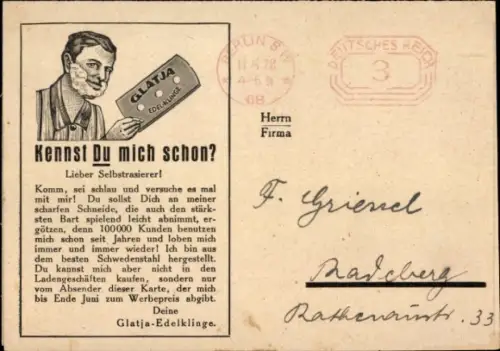 GLATJA
EDELKLINGE
Kennst Du mich schon?
Lieber Selbstrasierer!
Komm, sei schlau und versuche es mal
mit mir! Du sollst Dich an meiner
scharfen Schneide, die auch den stärk-
sten Bart spielend leicht abnimmt, er-
götzen, denn 100000 Kunden benutzen
mich schon seit Jahren und loben mich
immer und immer wieder! Ich bin aus
dem besten Schwedenstahl hergestellt.
Du kannst mich aber nicht in den
Ladengeschäften kaufen, sondern nur
vom Absender dieser Karte, der mich
bis Ende Juni zum Werbepreis abgibt.
Deine
Glatja-Edelklinge.
BERLIN SW
68
DEUTSCHES REICH
3
Herrn
Firma
F.
Radeberg
33